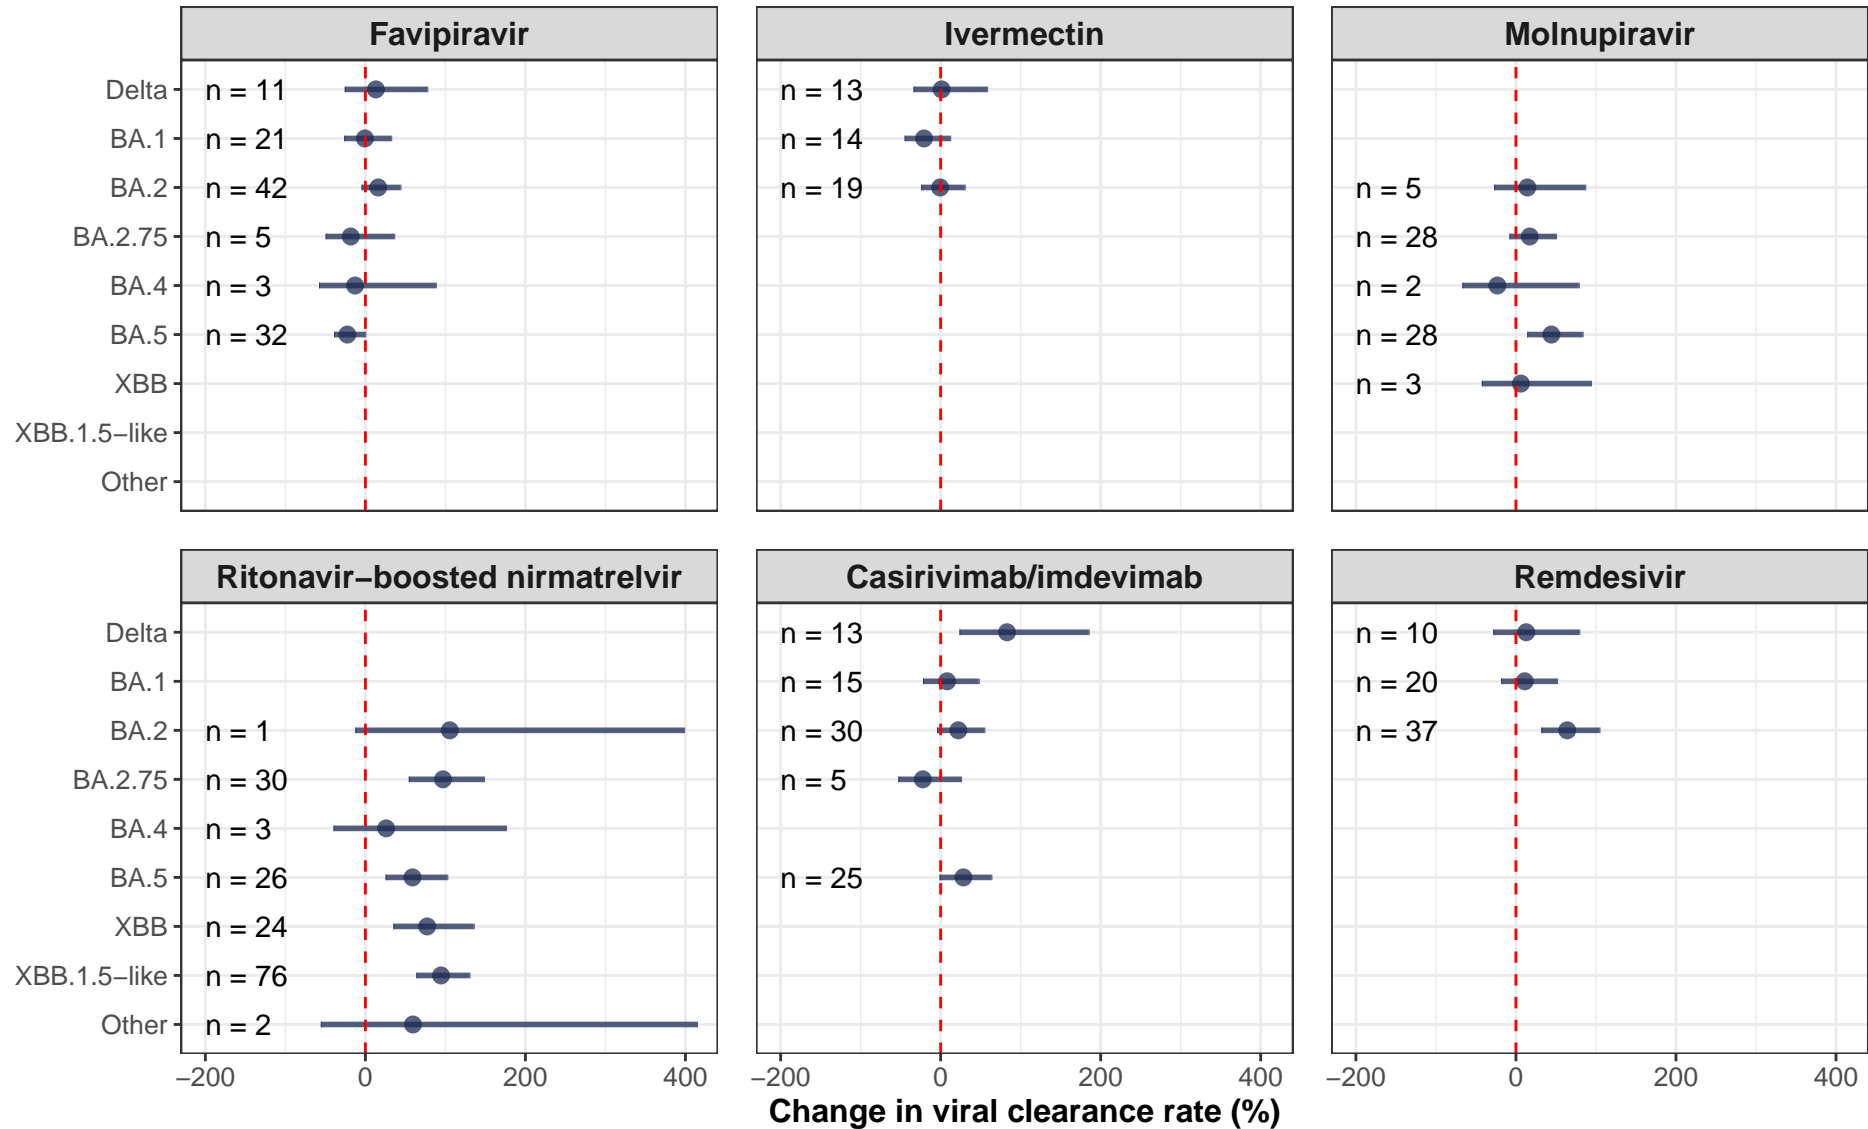 Favipiravir
Ivermectin
Molnupiravir
Delta n = 11 n = 13
BA.1 n = 21 n = 14
BA.2 n = 42 n = 19 n = 5
BA.2.75 n = 5 n = 28
BA.4 n = 3 n = 2
BA.5 n = 32 n = 28
XBB n = 3
XBB.1.5−like
Other
Ritonavir−boosted nirmatrelvir
Casirivimab/imdevimab
Remdesivir
Delta n = 13 n = 10
BA.1 n = 15 n = 20
BA.2 n = 1 n = 30 n = 37
BA.2.75 n = 30 n = 5
BA.4 n = 3
BA.5 n = 26 n = 25
XBB n = 24
XBB.1.5−like n = 76
Other n = 2
−200 0 200 400 −200 0 200 400 −200 0 200 400
Change in viral clearance rate (%)